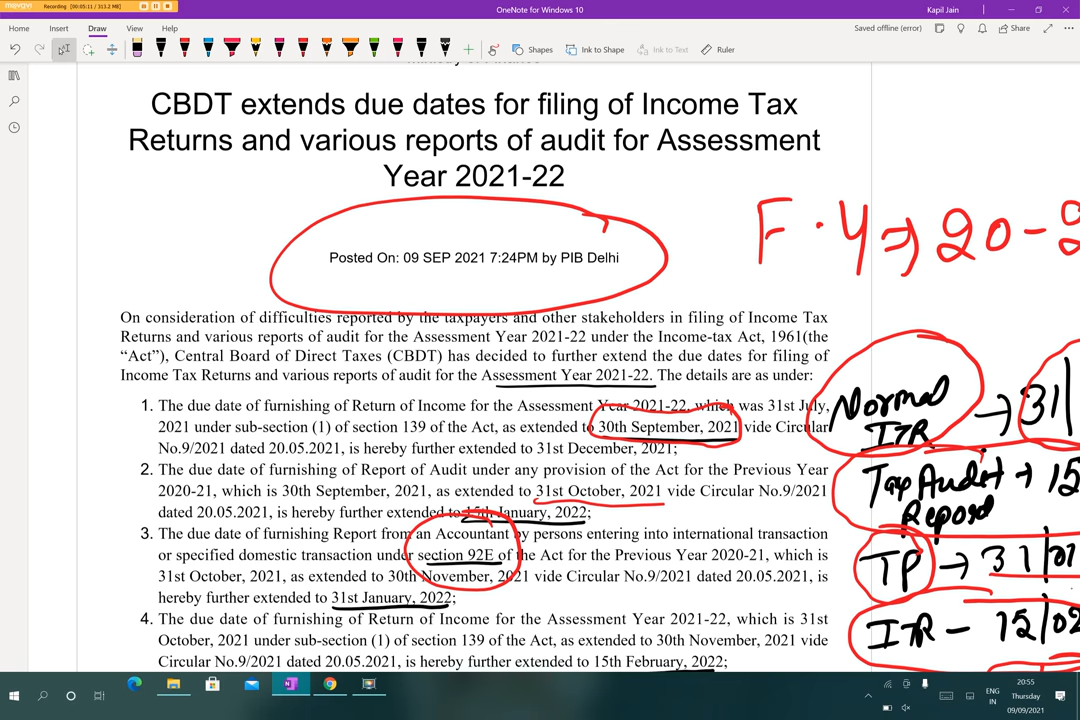 movavi Recording [00:05:11 / 313.2 MB]
OneNote for Windows 10
Kapil Jain
Home Insert Draw View Help
Saved offline (error)
Share
Shapes Ink to Shape Ink to Text Ruler
CBDT extends due dates for filing of Income Tax
Returns and various reports of audit for Assessment
Year 2021-22
F.Y => 20-2
Posted On: 09 SEP 2021 7:24PM by PIB Delhi
On consideration of difficulties reported by the taxpayers and other stakeholders in filing of Income Tax
Returns and various reports of audit for the Assessment Year 2021-22 under the Income-tax Act, 1961(the
“Act”), Central Board of Direct Taxes (CBDT) has decided to further extend the due dates for filing of
Income Tax Returns and various reports of audit for the Assessment Year 2021-22. The details are as under:
1. The due date of furnishing of Return of Income for the Assessment Year 2021-22, which was 31st July,
2021 under sub-section (1) of section 139 of the Act, as extended to 30th September, 2021 vide Circular
No.9/2021 dated 20.05.2021, is hereby further extended to 31st December, 2021;
2. The due date of furnishing of Report of Audit under any provision of the Act for the Previous Year
2020-21, which is 30th September, 2021, as extended to 31st October, 2021 vide Circular No.9/2021
dated 20.05.2021, is hereby further extended to 15th January, 2022;
3. The due date of furnishing Report from an Accountant by persons entering into international transaction
or specified domestic transaction under section 92E of the Act for the Previous Year 2020-21, which is
31st October, 2021, as extended to 30th November, 2021 vide Circular No.9/2021 dated 20.05.2021, is
hereby further extended to 31st January, 2022;
4. The due date of furnishing of Return of Income for the Assessment Year 2021-22, which is 31st
October, 2021 under sub-section (1) of section 139 of the Act, as extended to 30th November, 2021 vide
Circular No.9/2021 dated 20.05.2021, is hereby further extended to 15th February, 2022;
Normal
ITR → 31/
Tax Audit → 15
Report
TP → 31/01
ITR - 15/02
ENG
IN
20:55
Thursday
09/09/2021